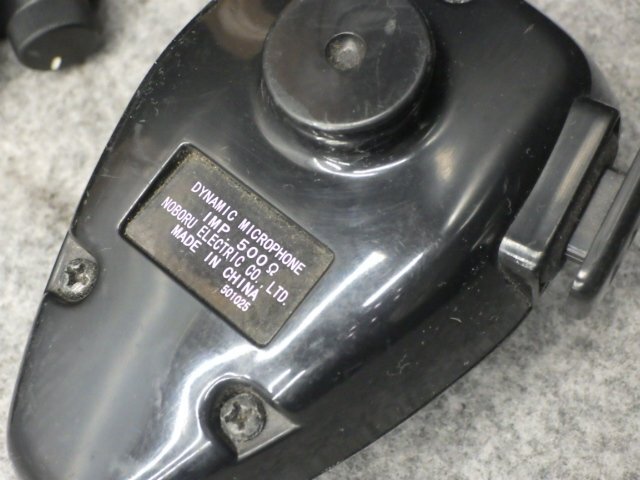 DYNAMIC MICROPHONE
IMP 500Ω
NOBORU ELECTRIC CO., LTD.
MADE IN CHINA
501025